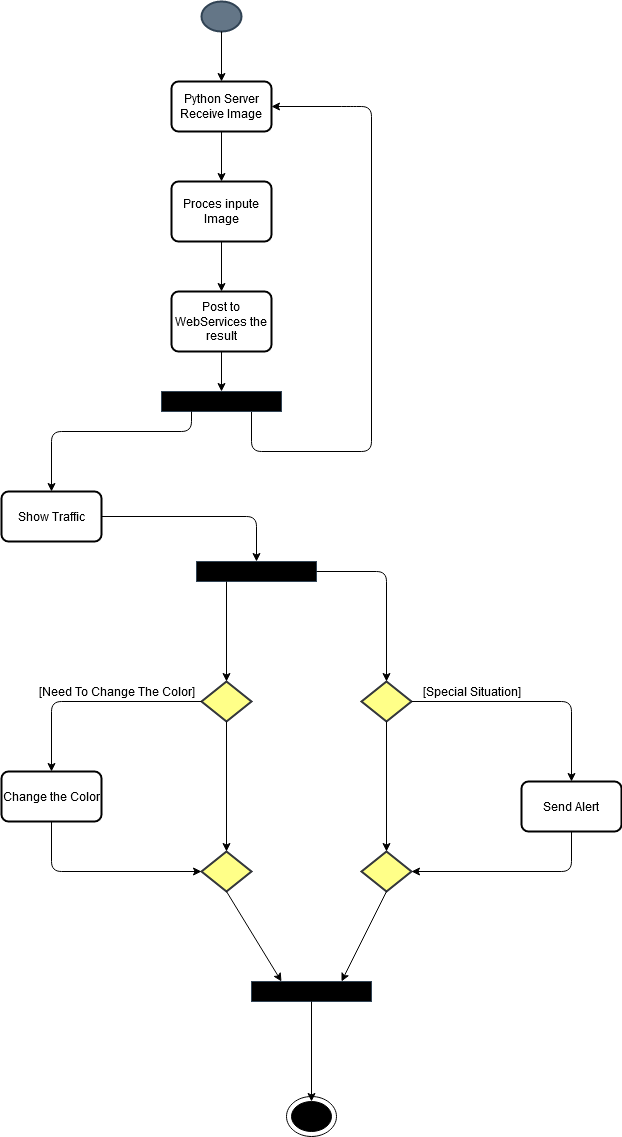 Python Server
Receive Image
Proces inpute
Image
Post to
WebServices the
result
Show Traffic
[Need To Change The Color]
[Special Situation]
Change the Color
Send Alert